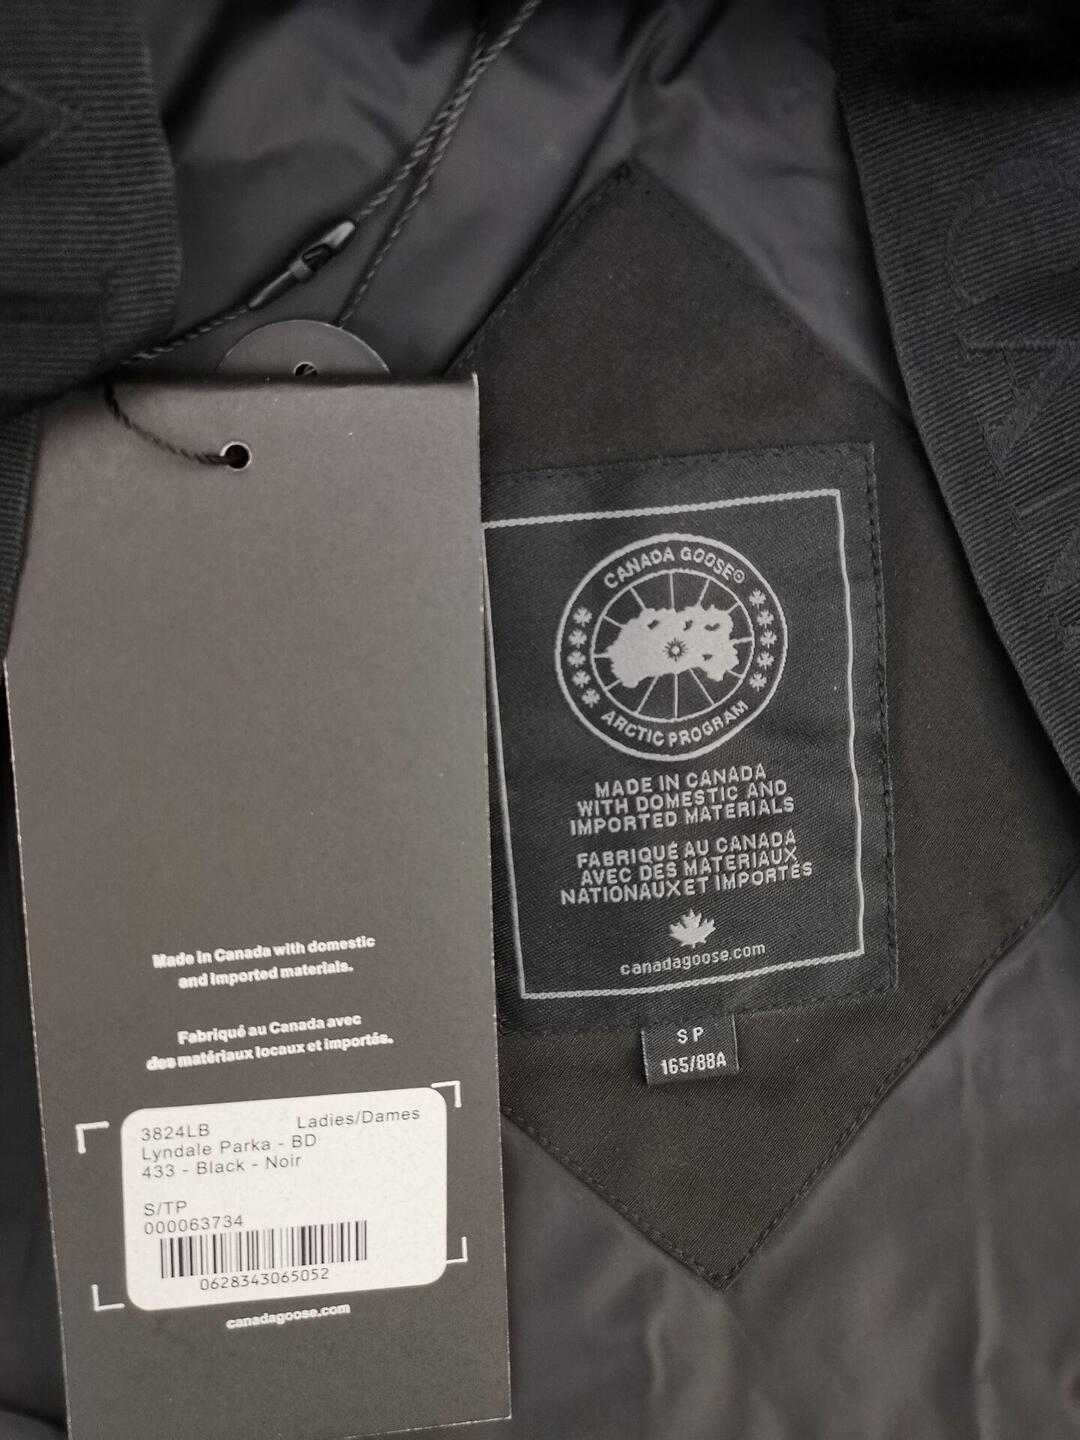 CANADA GOOSE®
ARCTIC PROGRAM
MADE IN CANADA
WITH DOMESTIC AND
IMPORTED MATERIALS
FABRIQUÉ AU CANADA
AVEC DES MATERIAUX
NATIONAUX ET IMPORTÉS
canadagoose.com
SP
165/88A
Made in Canada with domestic
and imported materials.
Fabriqué au Canada avec
des matériaux locaux et importés.
3824LB Ladies/Dames
Lyndale Parka - BD
433 - Black - Noir
S/TP
000063734
0628343065052
canadagoose.com